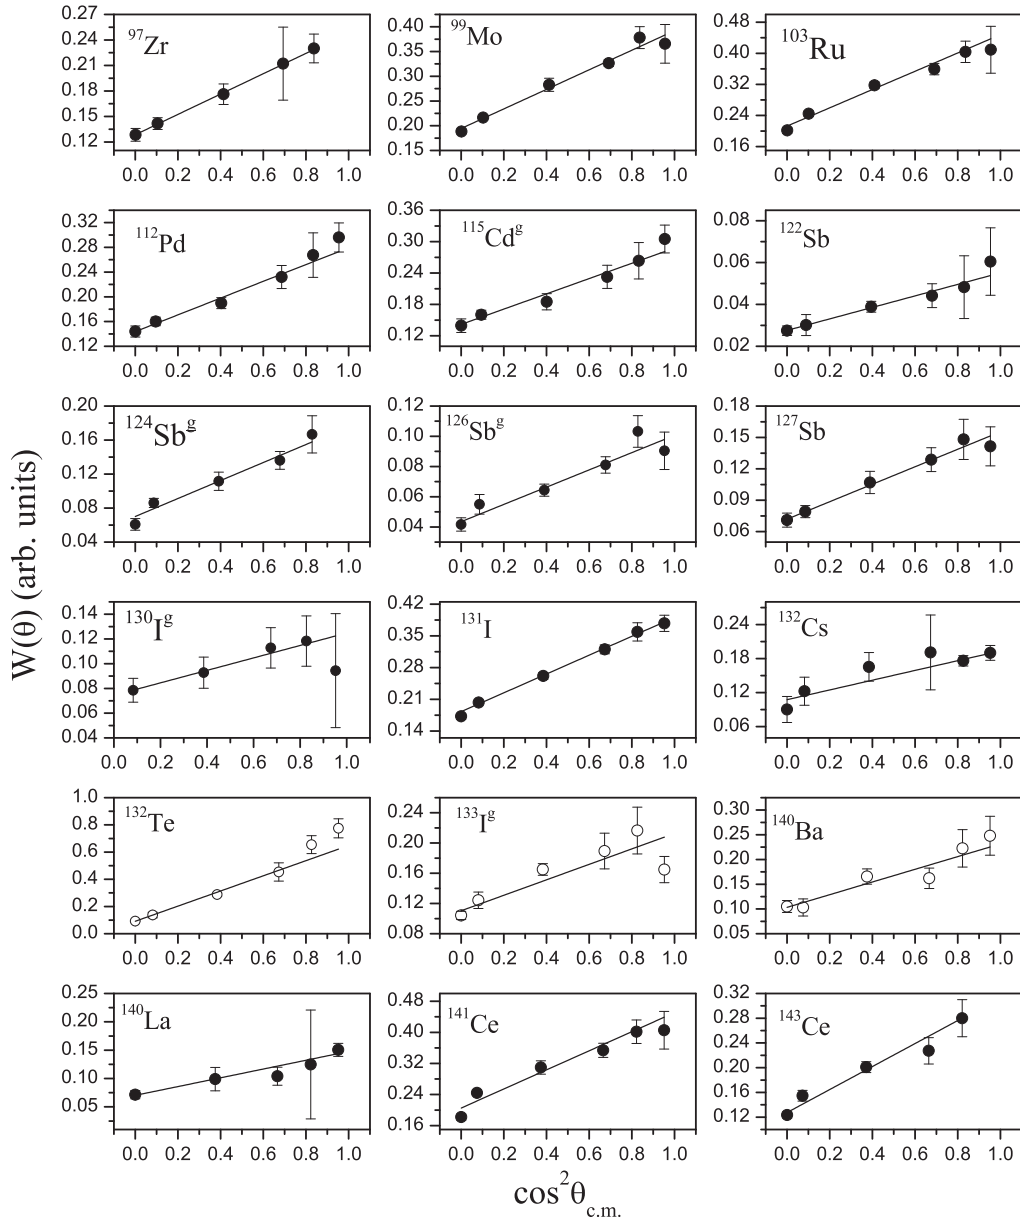 W(θ) (arb. units)
⁹⁷Zr
0.27
0.24
0.21
0.18
0.15
0.12
0.0 0.2 0.4 0.6 0.8 1.0
⁹⁹Mo
0.40
0.35
0.30
0.25
0.20
0.15
0.0 0.2 0.4 0.6 0.8 1.0
¹⁰³Ru
0.48
0.40
0.32
0.24
0.16
0.0 0.2 0.4 0.6 0.8 1.0
¹¹²Pd
0.32
0.28
0.24
0.20
0.16
0.12
0.0 0.2 0.4 0.6 0.8 1.0
¹¹⁵Cdᵍ
0.36
0.30
0.24
0.18
0.12
0.0 0.2 0.4 0.6 0.8 1.0
¹²²Sb
0.08
0.06
0.04
0.02
0.0 0.2 0.4 0.6 0.8 1.0
¹²⁴Sbᵍ
0.20
0.16
0.12
0.08
0.04
0.0 0.2 0.4 0.6 0.8 1.0
¹²⁶Sbᵍ
0.12
0.10
0.08
0.06
0.04
0.0 0.2 0.4 0.6 0.8 1.0
¹²⁷Sb
0.18
0.15
0.12
0.09
0.06
0.0 0.2 0.4 0.6 0.8 1.0
¹³⁰Iᵍ
0.14
0.12
0.10
0.08
0.06
0.04
0.0 0.2 0.4 0.6 0.8 1.0
¹³¹I
0.42
0.35
0.28
0.21
0.14
0.0 0.2 0.4 0.6 0.8 1.0
¹³²Cs
0.24
0.18
0.12
0.06
0.0 0.2 0.4 0.6 0.8 1.0
¹³²Te
1.0
0.8
0.6
0.4
0.2
0.0
0.0 0.2 0.4 0.6 0.8 1.0
¹³³Iᵍ
0.24
0.20
0.16
0.12
0.08
0.0 0.2 0.4 0.6 0.8 1.0
¹⁴⁰Ba
0.30
0.25
0.20
0.15
0.10
0.05
0.0 0.2 0.4 0.6 0.8 1.0
¹⁴⁰La
0.25
0.20
0.15
0.10
0.05
0.0 0.2 0.4 0.6 0.8 1.0
¹⁴¹Ce
0.48
0.40
0.32
0.24
0.16
0.0 0.2 0.4 0.6 0.8 1.0
¹⁴³Ce
0.32
0.28
0.24
0.20
0.16
0.12
0.0 0.2 0.4 0.6 0.8 1.0
cos²θc.m.